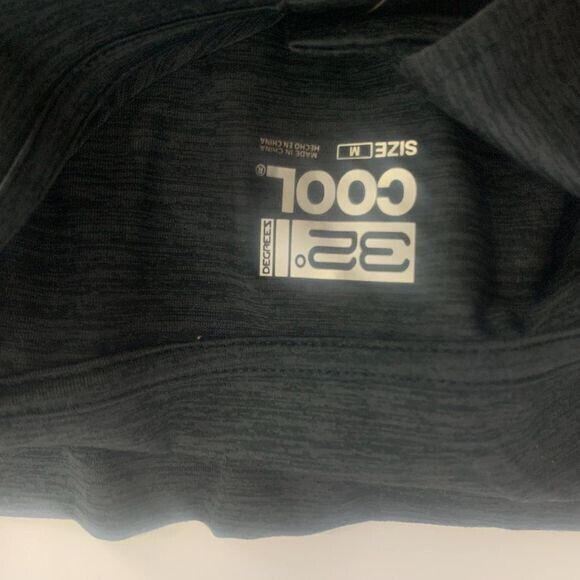 32°
DEGREES
COOL®
SIZE M
MADE IN CHINA
HECHO EN CHINA